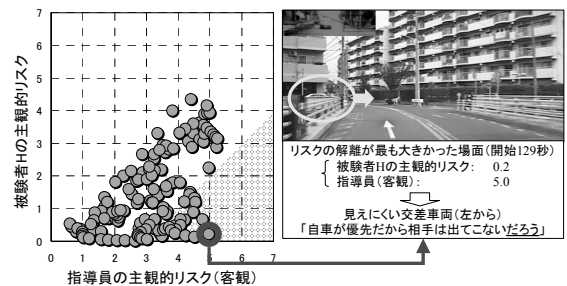 7
6
5
4
3
2
1
0
0 1 2 3 4 5 6 7
被験者Hの主観的リスク
指導員の主観的リスク(客観)
リスクの解離が最も大きかった場面(開始129秒)
被験者Hの主観的リスク: 0.2
指導員(客観): 5.0
見えにくい交差車両(左から)
「自車が優先だから相手は出てこないだろう」